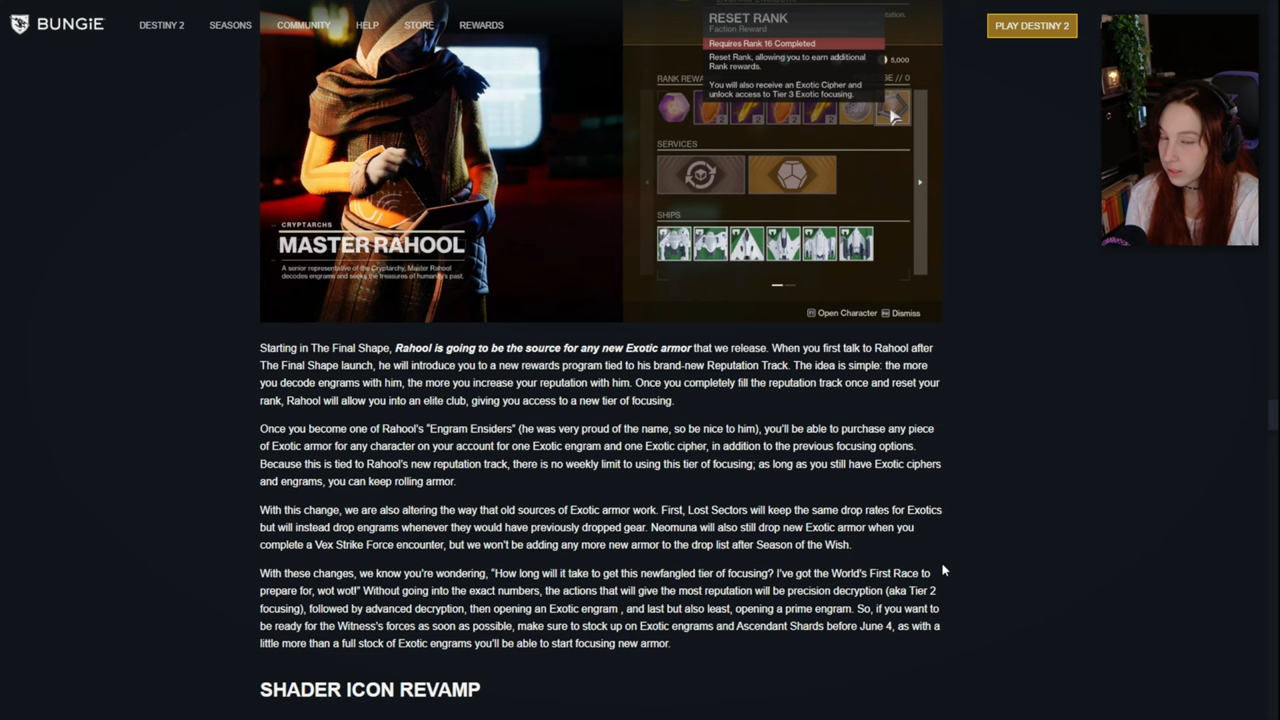 BUNGiE
DESTINY 2
SEASONS
COMMUNITY
HELP
STORE
REWARDS
PLAY DESTINY 2
RESET RANK
Faction Reward
Requires Rank 16 Completed
Reset Rank, allowing you to earn additional
Rank rewards.
You will also receive an Exotic Cipher and
unlock access to Tier 3 Exotic focusing.
5,000
RANK REWA
// 0
2
2
2
2
SERVICES
SHIPS
CRYPTARCHS
MASTER RAHOOL
A senior representative of the Cryptarchy, Master Rahool
decodes engrams and seeks the treasures of humanity's past.
Open Character
Dismiss
Starting in The Final Shape, Rahool is going to be the source for any new Exotic armor that we release. When you first talk to Rahool after
The Final Shape launch, he will introduce you to a new rewards program tied to his brand-new Reputation Track. The idea is simple: the more
you decode engrams with him, the more you increase your reputation with him. Once you completely fill the reputation track once and reset your
rank, Rahool will allow you into an elite club, giving you access to a new tier of focusing.
Once you become one of Rahool's "Engram Ensiders" (he was very proud of the name, so be nice to him), you'll be able to purchase any piece
of Exotic armor for any character on your account for one Exotic engram and one Exotic cipher, in addition to the previous focusing options.
Because this is tied to Rahool's new reputation track, there is no weekly limit to using this tier of focusing; as long as you still have Exotic ciphers
and engrams, you can keep rolling armor.
With this change, we are also altering the way that old sources of Exotic armor work. First, Lost Sectors will keep the same drop rates for Exotics
but will instead drop engrams whenever they would have previously dropped gear. Neomuna will also still drop new Exotic armor when you
complete a Vex Strike Force encounter, but we won't be adding any more new armor to the drop list after Season of the Wish.
With these changes, we know you're wondering, "How long will it take to get this newfangled tier of focusing? I've got the World's First Race to
prepare for, wot wot!" Without going into the exact numbers, the actions that will give the most reputation will be precision decryption (aka Tier 2
focusing), followed by advanced decryption, then opening an Exotic engram , and last but also least, opening a prime engram. So, if you want to
be ready for the Witness's forces as soon as possible, make sure to stock up on Exotic engrams and Ascendant Shards before June 4, as with a
little more than a full stock of Exotic engrams you'll be able to start focusing new armor.
SHADER ICON REVAMP